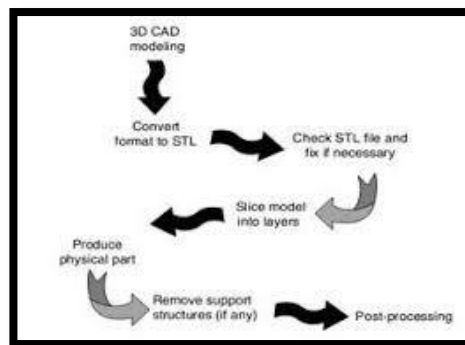 3D CAD
modeling
Convert
format to STL
Check STL file and
fix if necessary
Slice model
into layers
Produce
physical part
Remove support
structures (if any)
Post-processing